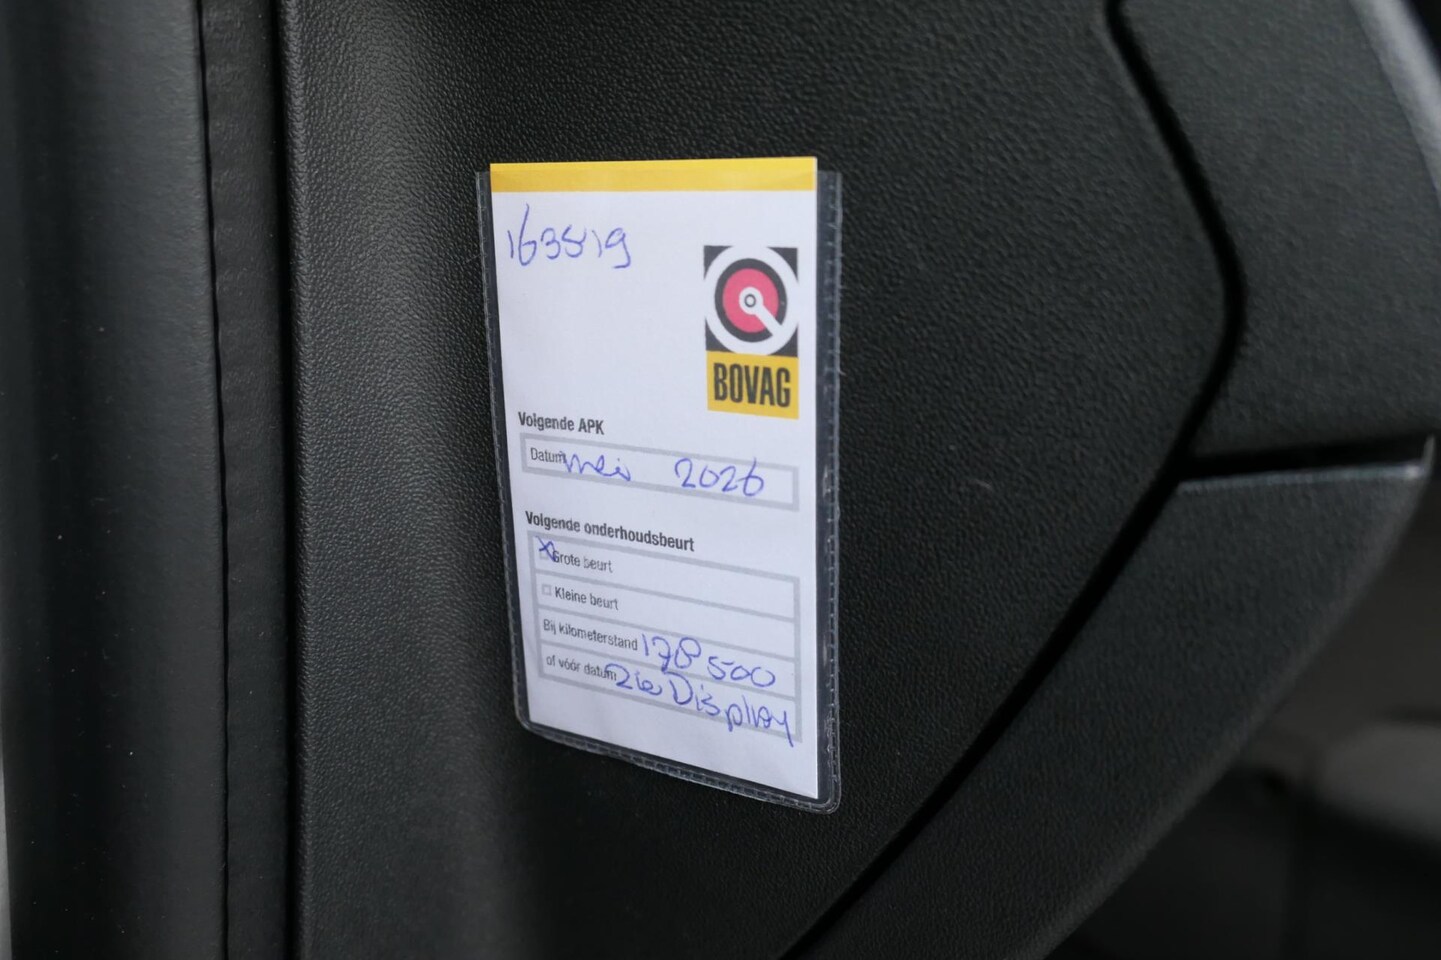 163819
BOVAG
Volgende APK
Datum mei 2026
Volgende onderhoudsbeurt
X Grote beurt
Kleine beurt
Bij kilometerstand 178500
of vóór datum Zie Display